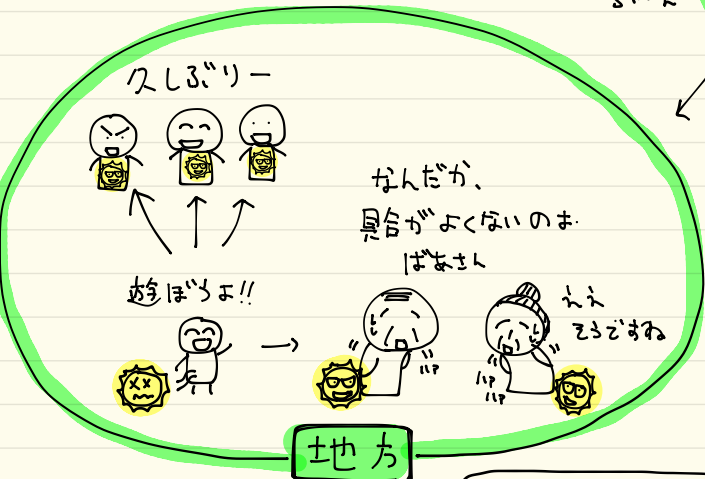 久しぶりー
なんだか、
具合がよくないのぉ
ばあさん
遊ぼうよ!!
ええ
そうですね
ハァ
ハァ
ハァ
地方